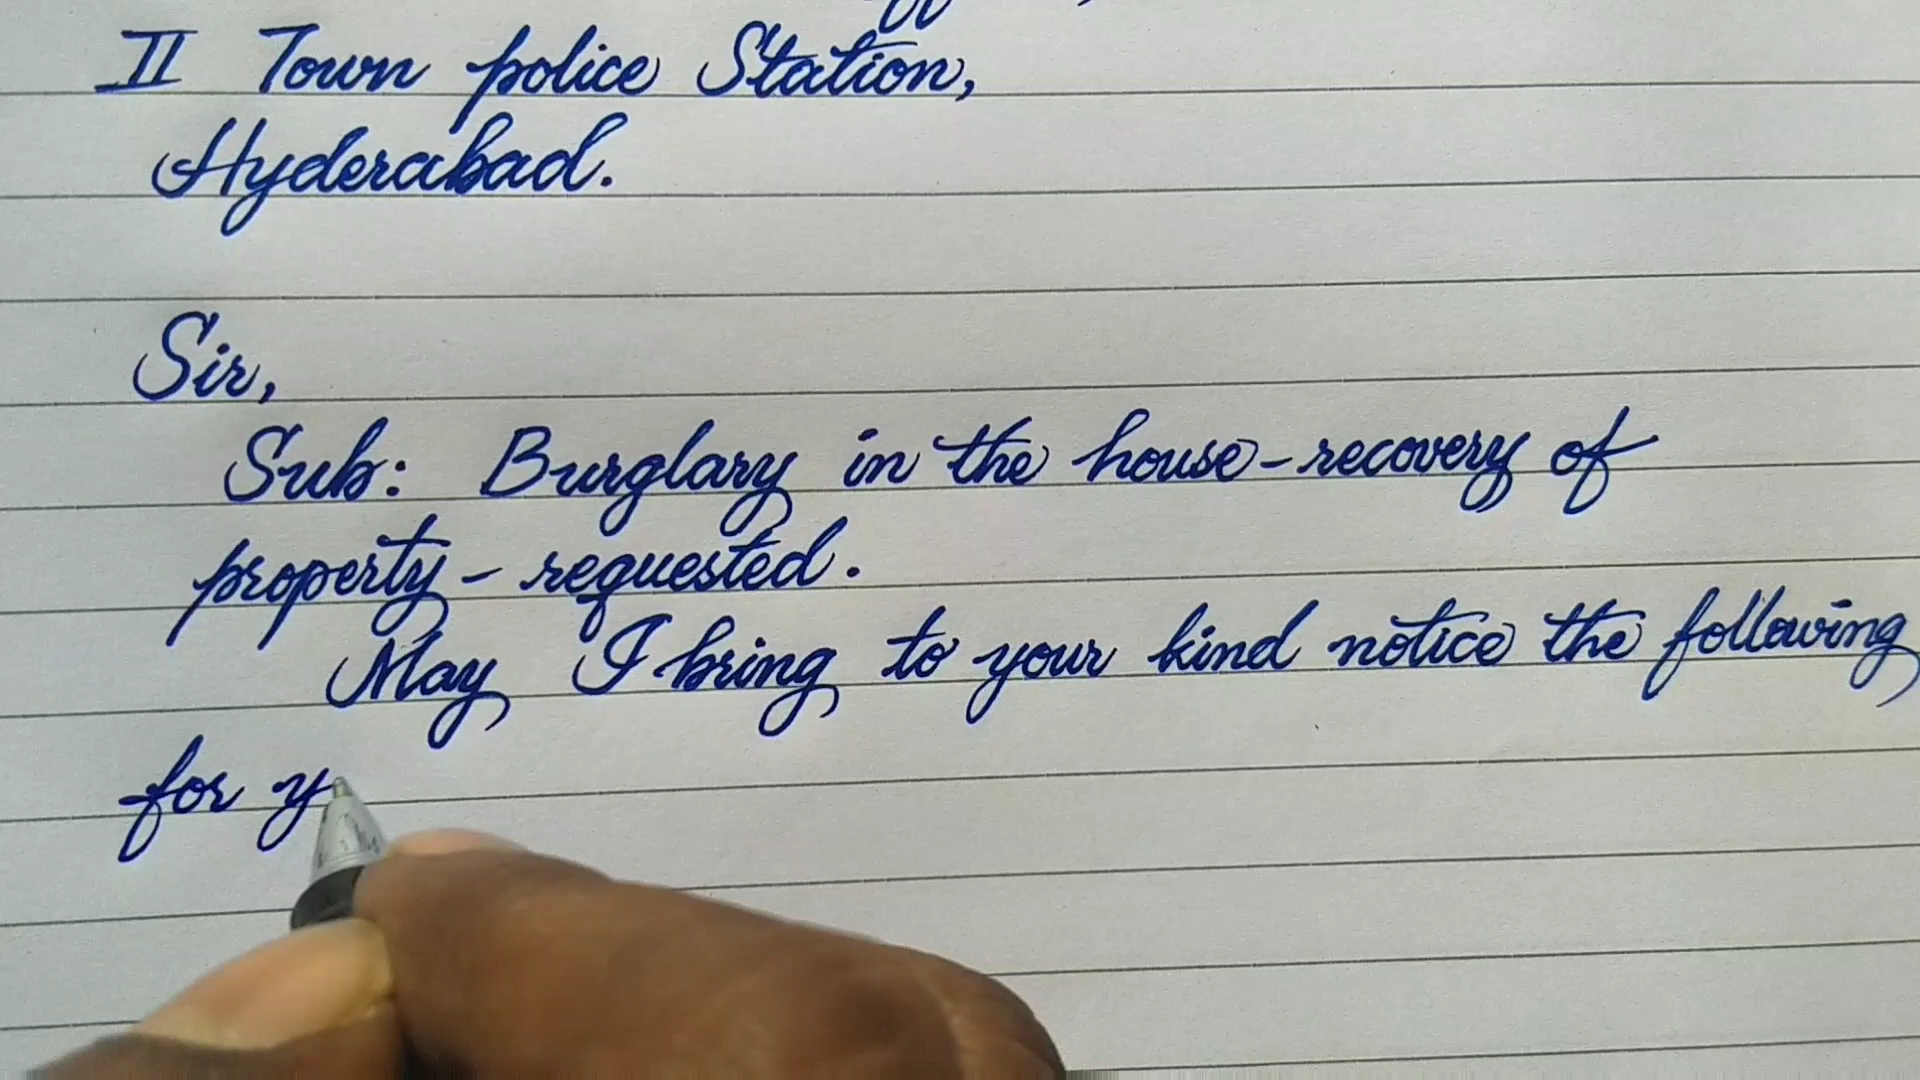 II Town police Station,
Hyderabad.
Sir,
Sub: Burglary in the house-recovery of
property - requested.
May I bring to your kind notice the following
for y